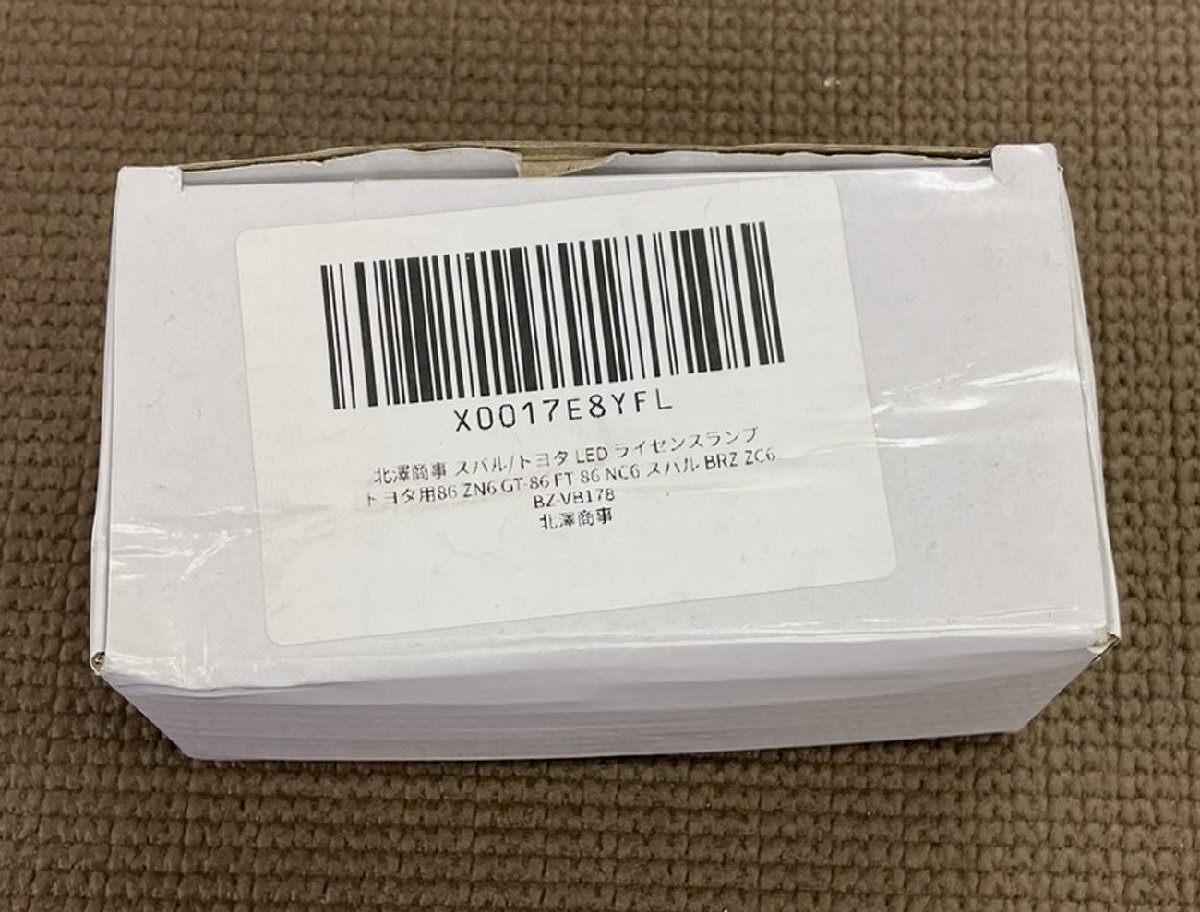 X0017E8YFL
北澤商事 スバル/トヨタ LED ライセンスランプ
トヨタ用86 ZN6 GT-86 FT-86 NC6 スバル BRZ ZC6
BZ-VB178
北澤商事